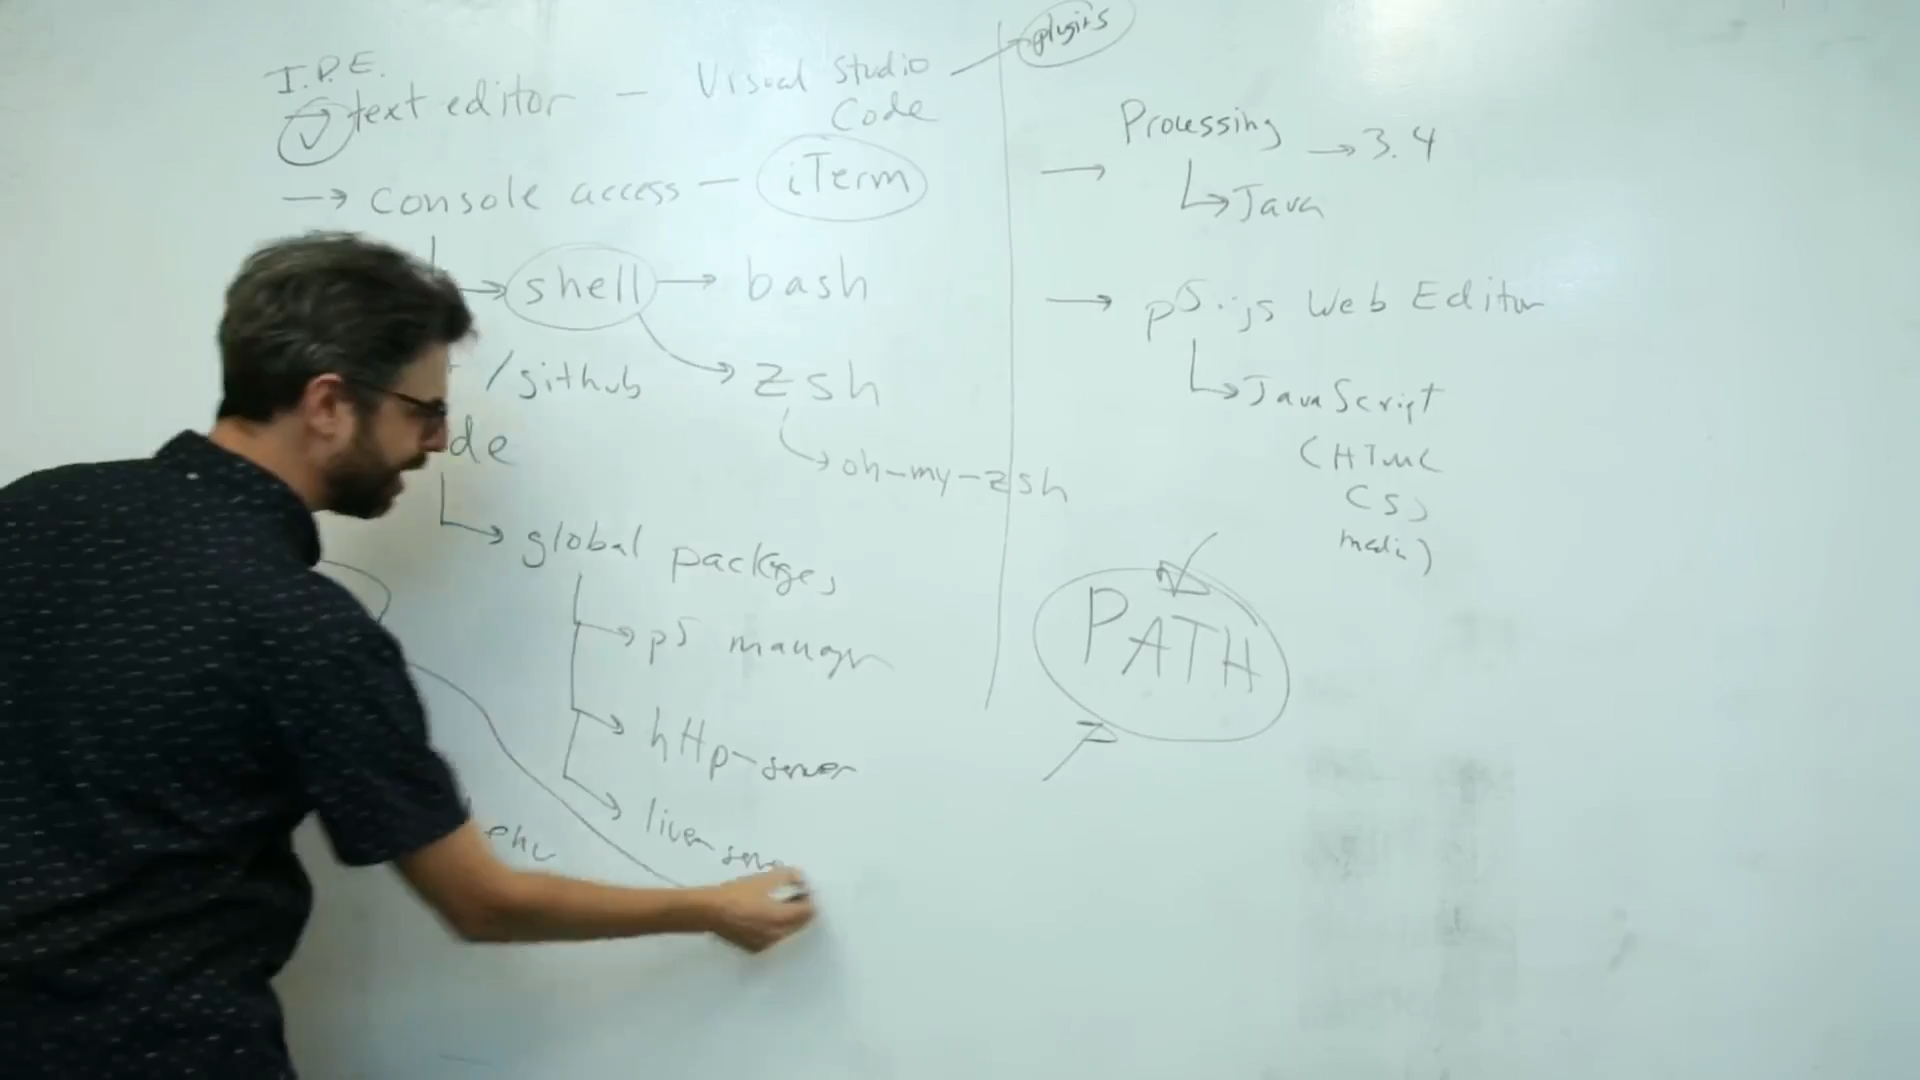 I.D.E.
text editor — Visual Studio
Code
plugins
console access — iTerm
shell → bash
/github
zsh
de
oh-my-zsh
global packages
p5 manager
http-server
live server
Processing → 3.4
Java
p5.js Web Editor
JavaScript
(HTML
CSS
media)
PATH